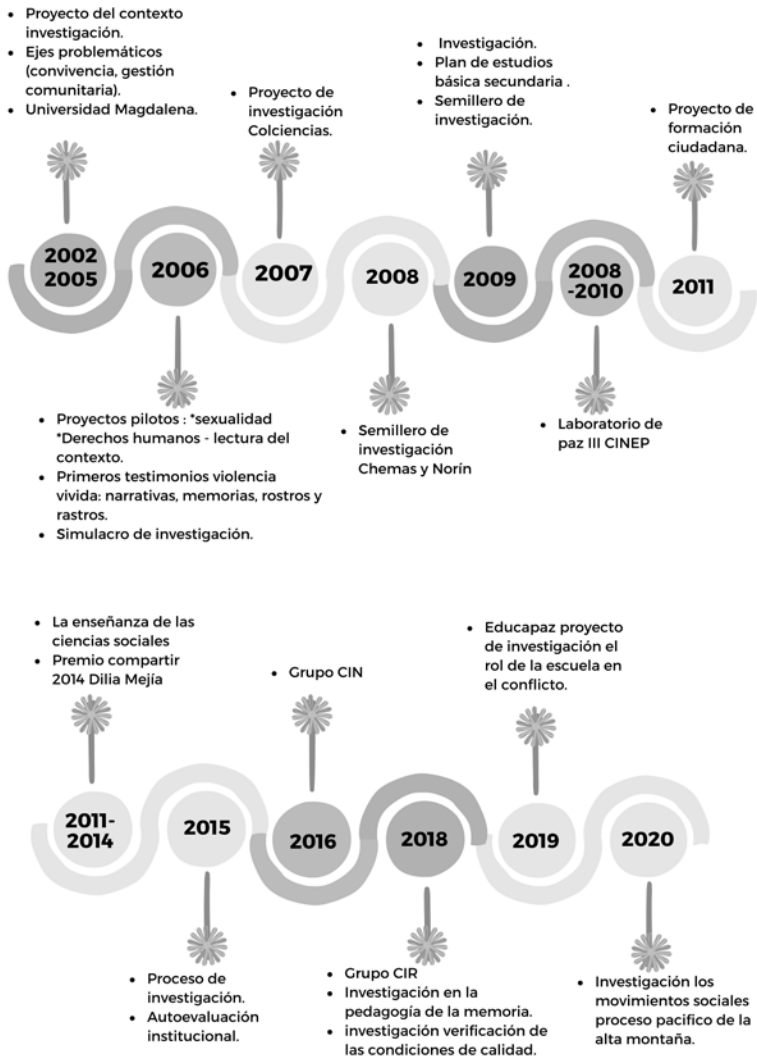 • Proyecto del contexto
investigación.
• Ejes problemáticos
(convivencia, gestión
comunitaria).
• Universidad Magdalena.
• Proyecto de
investigación
Colciencias.
• Investigación.
• Plan de estudios
básica secundaria .
• Semillero de
investigación.
• Proyecto de
formación
ciudadana.
2002
2005
2006
2007
2008
2009
2008
-2010
2011
• Proyectos pilotos : *sexualidad
*Derechos humanos - lectura del
contexto.
• Primeros testimonios violencia
vivida: narrativas, memorias, rostros y
rastros.
• Simulacro de investigación.
• Semillero de
investigación
Chemas y Norín
• Laboratorio de
paz III CINEP
• La enseñanza de las
ciencias sociales
• Premio compartir
2014 Dilia Mejía
• Grupo CIN
• Educapaz proyecto
de investigación el
rol de la escuela en
el conflicto.
2011-
2014
2015
2016
2018
2019
2020
• Proceso de
investigación.
• Autoevaluación
institucional.
• Grupo CIR
• Investigación en la
pedagogía de la memoria.
• investigación verificación de
las condiciones de calidad.
• Investigación los
movimientos sociales
proceso pacifico de la
alta montaña.